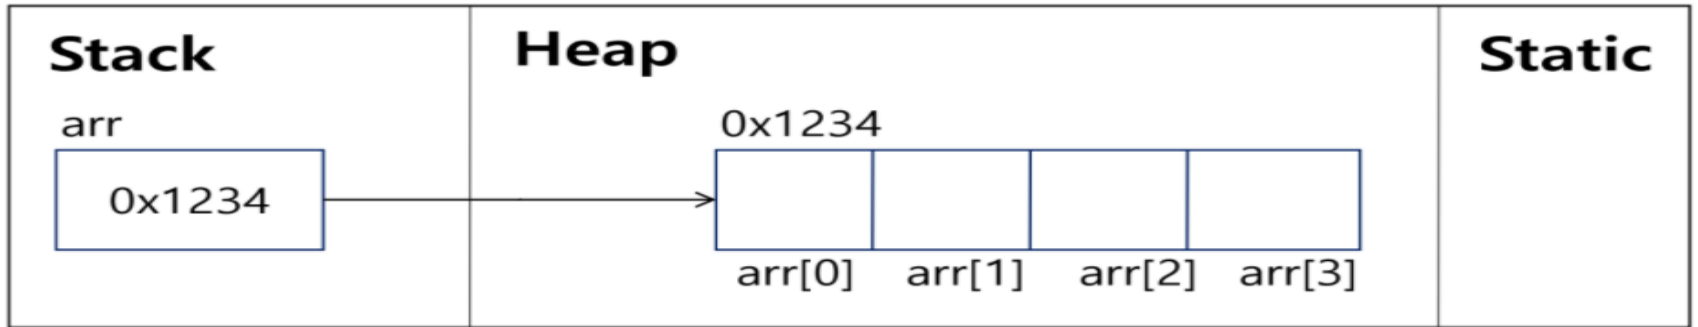 Stack
Heap
Static
arr
0x1234
0x1234
arr[0] arr[1] arr[2] arr[3]